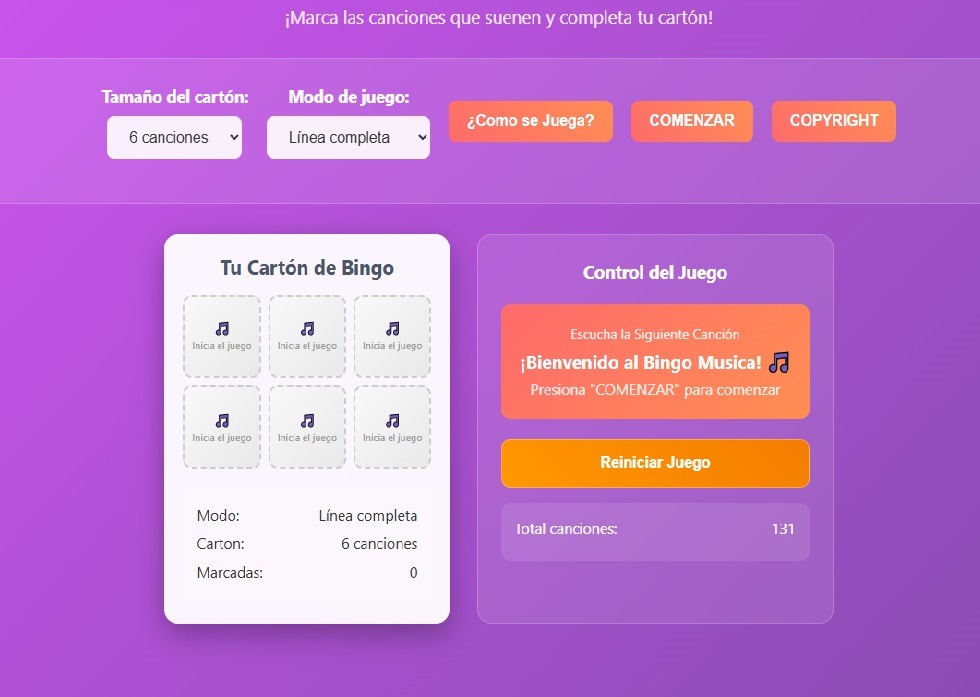 ¡Marca las canciones que suenen y completa tu cartón!
Tamaño del cartón:
6 canciones
Modo de juego:
Línea completa
¿Como se Juega?
COMENZAR
COPYRIGHT
Tu Cartón de Bingo
Inicia el juego
Inicia el juego
Inicia el juego
Inicia el juego
Inicia el juego
Inicia el juego
Modo: Línea completa
Carton: 6 canciones
Marcadas: 0
Control del Juego
Escucha la Siguiente Canción
¡Bienvenido al Bingo Musica! 🎵
Presiona "COMENZAR" para comenzar
Reiniciar Juego
Total canciones: 131